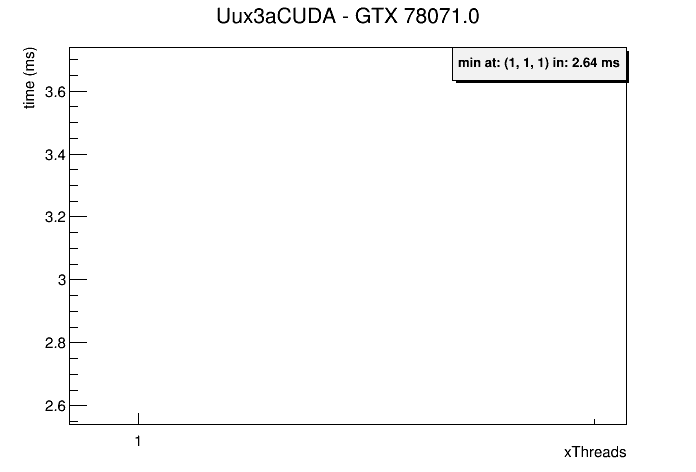 Uux3aCUDA - GTX 78071.0
time (ms)
min at: (1, 1, 1) in: 2.64 ms
3.6
3.4
3.2
3
2.8
2.6
1
xThreads